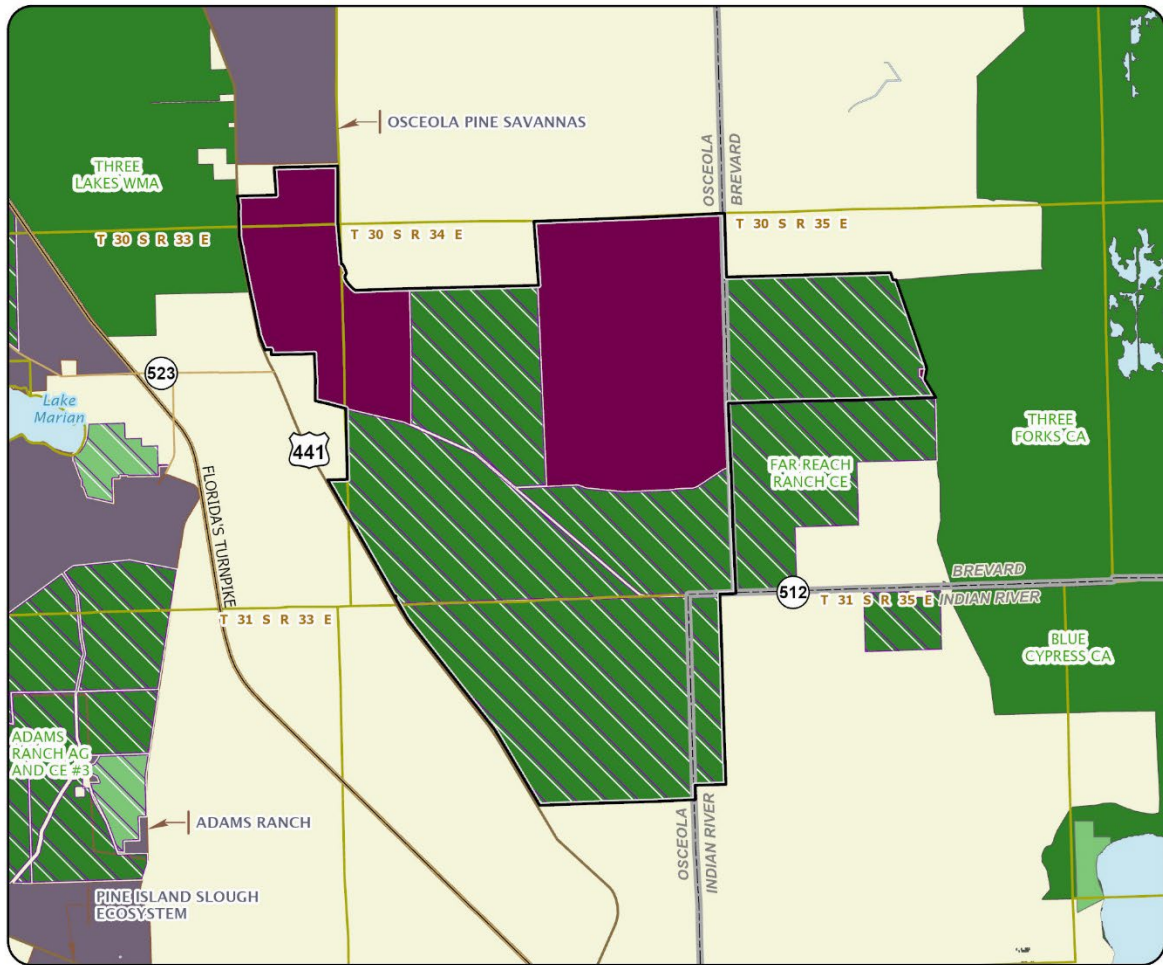 OSCEOLA PINE SAVANNAS
OSCEOLA
BREVARD
THREE
LAKES WMA
T 30 S R 33 E
T 30 S R 34 E
T 30 S R 35 E
523
Lake
Marian
441
FLORIDA'S TURNPIKE
THREE
FORKS CA
FAR REACH
RANCH CE
BREVARD
512
T 31 S R 35 E
INDIAN RIVER
T 31 S R 33 E
BLUE
CYPRESS CA
ADAMS
RANCH AG
AND CE #3
ADAMS RANCH
OSCEOLA
INDIAN RIVER
PINE ISLAND SLOUGH
ECOSYSTEM